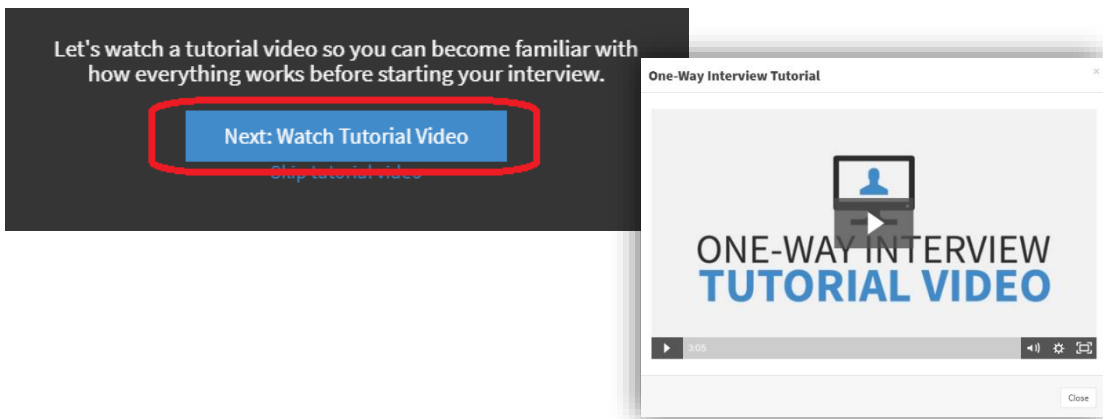 Let's watch a tutorial video so you can become familiar with
how everything works before starting your interview.
Next: Watch Tutorial Video
Skip tutorial video
One-Way Interview Tutorial
×
ONE-WAY INTERVIEW
TUTORIAL VIDEO
3:05
Close